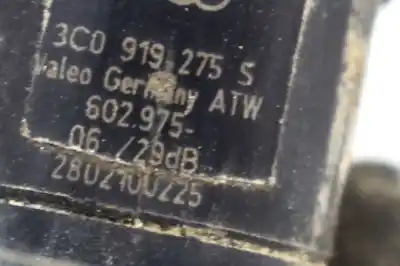 3C0 919 275 S
Valeo Germany ATW
602.975-
06 /29dB
2802100225